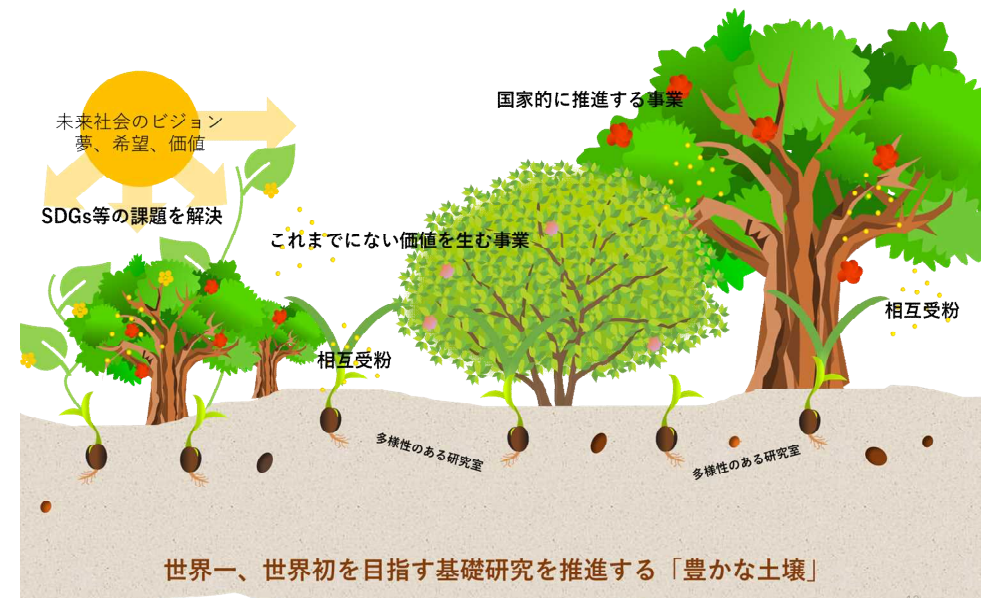 国家的に推進する事業
未来社会のビジョン
夢、希望、価値
SDGs等の課題を解決
これまでにない価値を生む事業
相互受粉
相互受粉
多様性のある研究室
多様性のある研究室
世界一、世界初を目指す基礎研究を推進する「豊かな土壌」